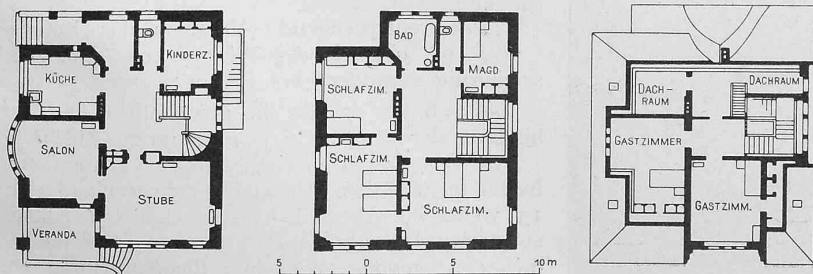 KINDERZ.
KÜCHE
SALON
STUBE
VERANDA
BAD
MAGD
SCHLAFZIM.
SCHLAFZIM.
SCHLAFZIM.
DACHRAUM
DACH-
RAUM
GASTZIMMER
GASTZIMM.
5 0 5 10 m